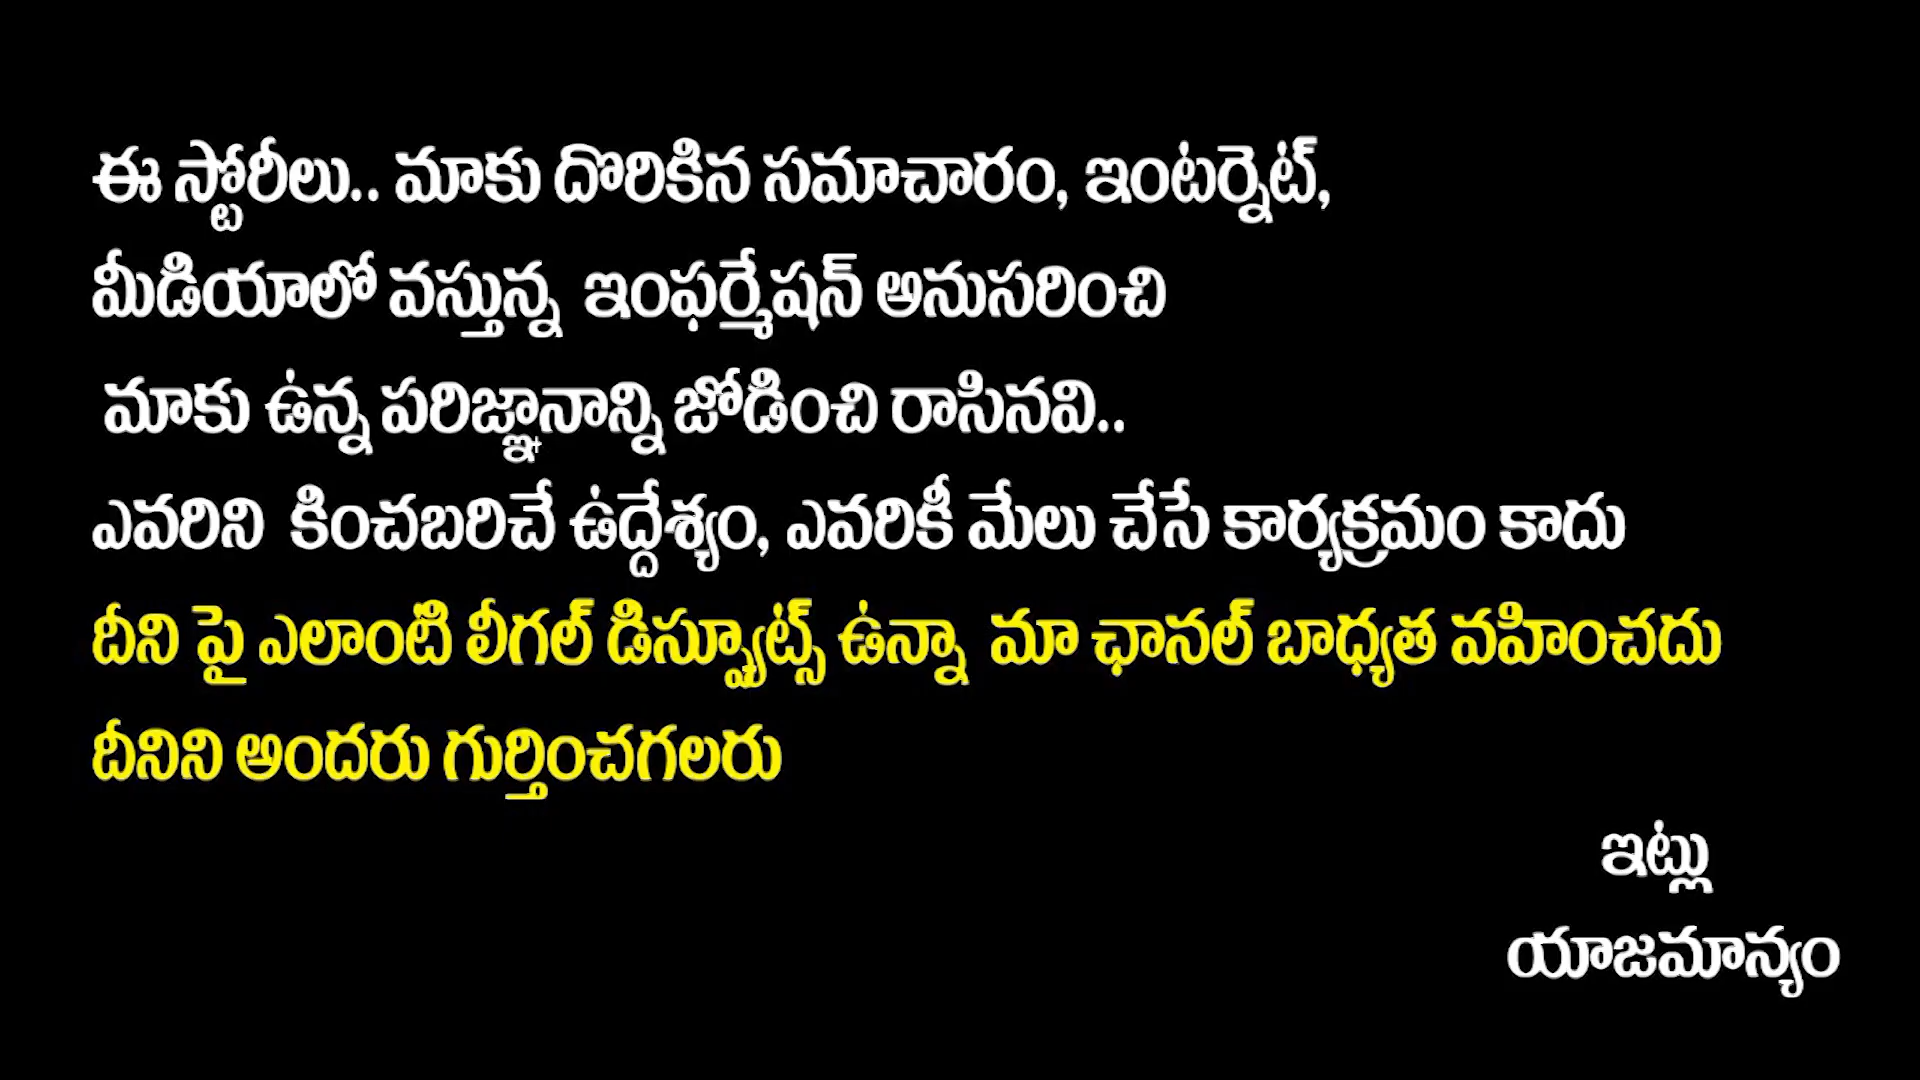 ఈ స్టోరీలు.. మాకు దొరికిన సమాచారం, ఇంటర్నెట్,
మీడియాలో వస్తున్న ఇంఫర్మేషన్ అనుసరించి
మాకు ఉన్న పరిజ్ఞానాన్ని జోడించి రాసినవి..
ఎవరిని కించబరిచే ఉద్దేశ్యం, ఎవరికీ మేలు చేసే కార్యక్రమం కాదు
దీని పై ఎలాంటి లీగల్ డిస్ప్యూట్స్ ఉన్నా మా ఛానల్ బాధ్యత వహించదు
దీనిని అందరు గుర్తించగలరు
ఇట్లు
యాజమాన్యం